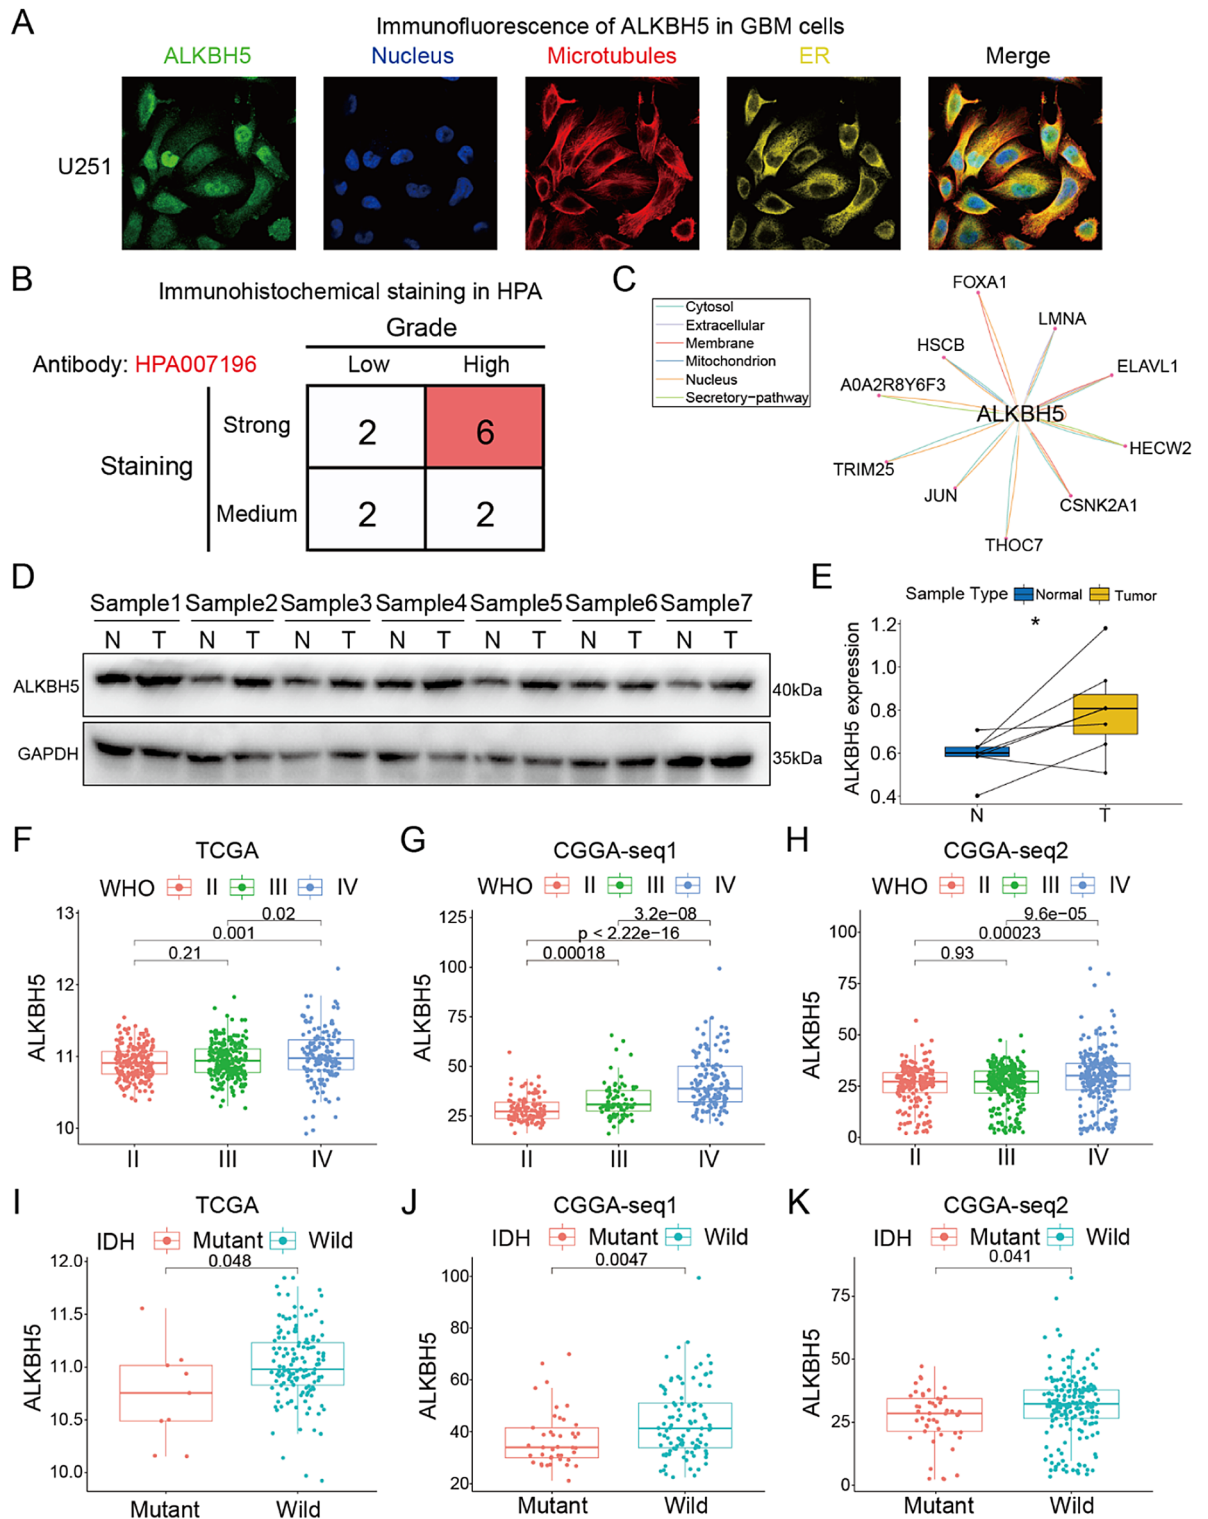 A
Immunofluorescence of ALKBH5 in GBM cells
ALKBH5 Nucleus Microtubules ER Merge
U251
B
Immunohistochemical staining in HPA
Grade
Antibody: HPA007196
Low High
Staining
Strong 2 6
Medium 2 2
C
Cytosol
Extracellular
Membrane
Mitochondrion
Nucleus
Secretory-pathway
FOXA1
LMNA
HSCB
ELAVL1
A0A2R8Y6F3
ALKBH5
HECW2
TRIM25
JUN
CSNK2A1
THOC7
D
Sample1 Sample2 Sample3 Sample4 Sample5 Sample6 Sample7
N T N T N T N T N T N T N T
ALKBH5 40kDa
GAPDH 35kDa
E
Sample Type Normal Tumor
*
ALKBH5 expression
1.2
1.0
0.8
0.6
0.4
N T
F
TCGA
WHO II III IV
0.02
0.001
0.21
ALKBH5
13
12
11
10
II III IV
G
CGGA-seq1
WHO II III IV
3.2e-08
p < 2.22e-16
0.00018
ALKBH5
125
100
75
50
25
II III IV
H
CGGA-seq2
WHO II III IV
9.6e-05
0.00023
0.93
ALKBH5
100
75
50
25
0
II III IV
I
TCGA
IDH Mutant Wild
0.048
ALKBH5
12.0
11.5
11.0
10.5
10.0
Mutant Wild
J
CGGA-seq1
IDH Mutant Wild
0.0047
ALKBH5
100
80
60
40
20
Mutant Wild
K
CGGA-seq2
IDH Mutant Wild
0.041
ALKBH5
75
50
25
0
Mutant Wild